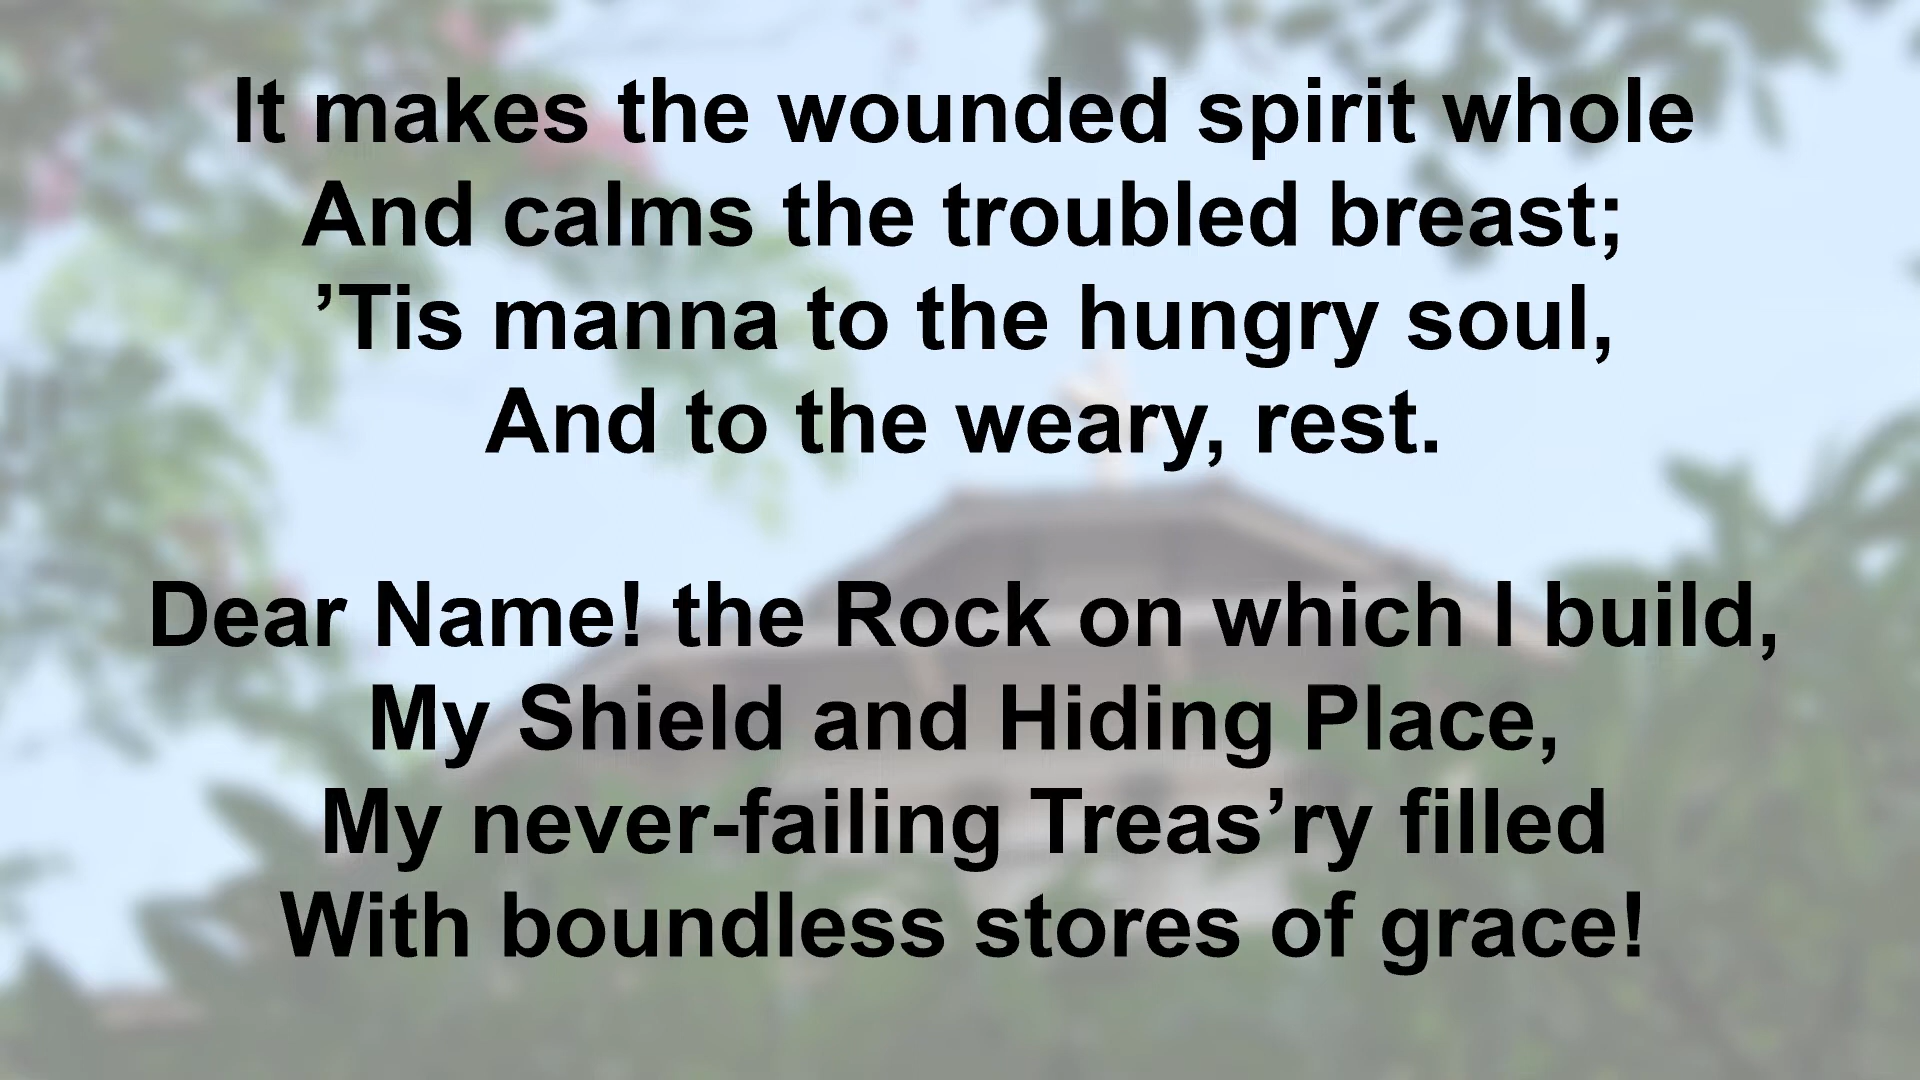 It makes the wounded spirit whole
And calms the troubled breast;
’Tis manna to the hungry soul,
And to the weary, rest.
Dear Name! the Rock on which I build,
My Shield and Hiding Place,
My never-failing Treas’ry filled
With boundless stores of grace!